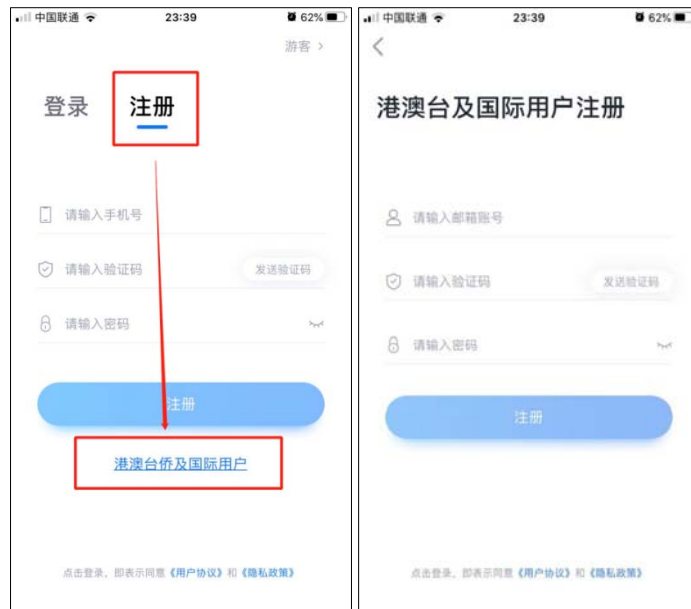 中国联通
23:39
62%
游客 >
登录
注册
请输入手机号
请输入验证码
发送验证码
请输入密码
注册
港澳台侨及国际用户
点击登录，即表示同意《用户协议》和《隐私政策》
中国联通
23:39
62%
港澳台及国际用户注册
请输入邮箱账号
请输入验证码
发送验证码
请输入密码
注册
点击登录，即表示同意《用户协议》和《隐私政策》